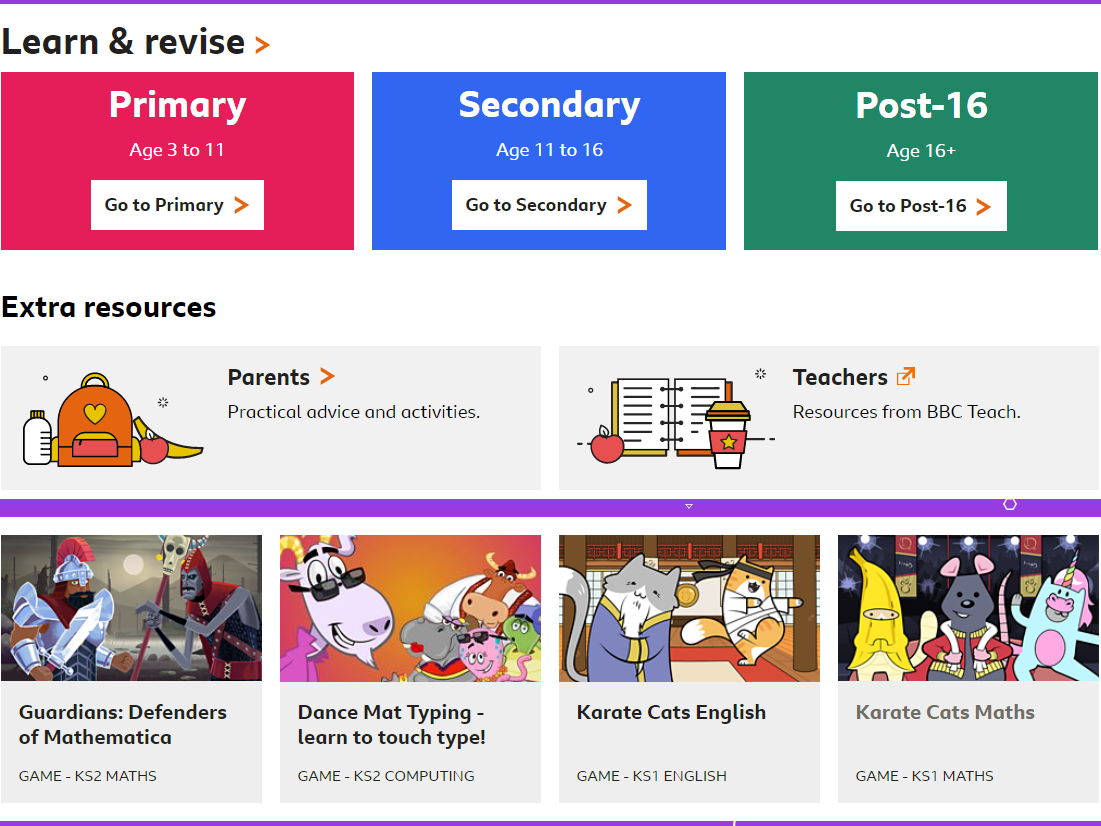 Learn & revise >
Primary
Age 3 to 11
Go to Primary >
Secondary
Age 11 to 16
Go to Secondary >
Post-16
Age 16+
Go to Post-16 >
Extra resources
Parents >
Practical advice and activities.
Teachers
Resources from BBC Teach.
Guardians: Defenders
of Mathematica
GAME - KS2 MATHS
Dance Mat Typing -
learn to touch type!
GAME - KS2 COMPUTING
Karate Cats English
GAME - KS1 ENGLISH
Karate Cats Maths
GAME - KS1 MATHS